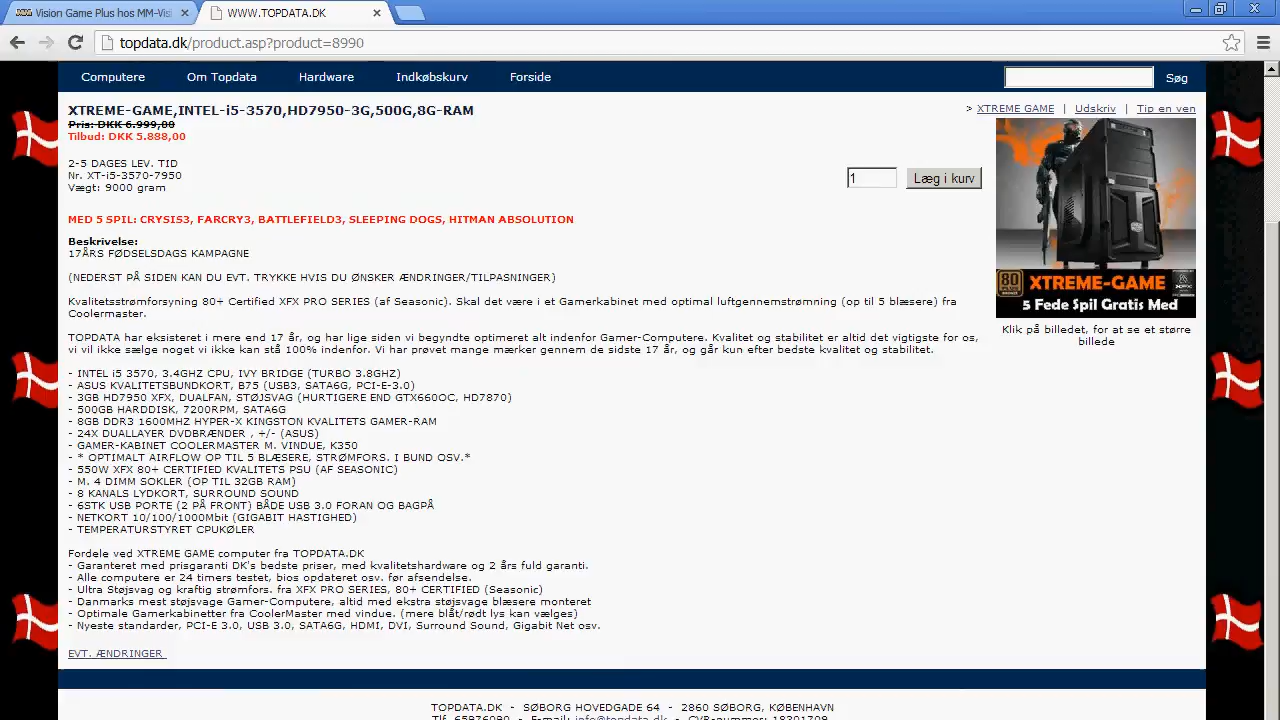 Vision Game Plus hos MM-Visi
WWW.TOPDATA.DK
topdata.dk/product.asp?product=8990
Computere Om Topdata Hardware Indkøbskurv Forside Søg
XTREME-GAME,INTEL-i5-3570,HD7950-3G,500G,8G-RAM
> XTREME GAME | Udskriv | Tip en ven
Pris: DKK 6.999,00
Tilbud: DKK 5.888,00
2-5 DAGES LEV. TID
Nr. XT-i5-3570-7950
Vægt: 9000 gram
1 Læg i kurv
MED 5 SPIL: CRYSIS3, FARCRY3, BATTLEFIELD3, SLEEPING DOGS, HITMAN ABSOLUTION
Beskrivelse:
17ÅRS FØDSELSDAGS KAMPAGNE
(NEDERST PÅ SIDEN KAN DU EVT. TRYKKE HVIS DU ØNSKER ÆNDRINGER/TILPASNINGER)
80
BRONZE
XTREME-GAME
5 Fede Spil Gratis Med
Klik på billedet, for at se et større
billede
Kvalitetsstrømforsyning 80+ Certified XFX PRO SERIES (af Seasonic). Skal det være i et Gamerkabinet med optimal luftgennemstrømning (op til 5 blæsere) fra
Coolermaster.
TOPDATA har eksisteret i mere end 17 år, og har lige siden vi begyndte optimeret alt indenfor Gamer-Computere. Kvalitet og stabilitet er altid det vigtigste for os,
vi vil ikke sælge noget vi ikke kan stå 100% indenfor. Vi har prøvet mange mærker gennem de sidste 17 år, og går kun efter bedste kvalitet og stabilitet.
- INTEL i5 3570, 3.4GHZ CPU, IVY BRIDGE (TURBO 3.8GHZ)
- ASUS KVALITETSBUNDKORT, B75 (USB3, SATA6G, PCI-E-3.0)
- 3GB HD7950 XFX, DUALFAN, STØJSVAG (HURTIGERE END GTX660OC, HD7870)
- 500GB HARDDISK, 7200RPM, SATA6G
- 8GB DDR3 1600MHZ HYPER-X KINGSTON KVALITETS GAMER-RAM
- 24X DUALLAYER DVDBRÆNDER , +/- (ASUS)
- GAMER-KABINET COOLERMASTER M. VINDUE, K350
- * OPTIMALT AIRFLOW OP TIL 5 BLÆSERE, STRØMFORS. I BUND OSV.*
- 550W XFX 80+ CERTIFIED KVALITETS PSU (AF SEASONIC)
- M. 4 DIMM SOKLER (OP TIL 32GB RAM)
- 8 KANALS LYDKORT, SURROUND SOUND
- 6STK USB PORTE (2 PÅ FRONT) BÅDE USB 3.0 FORAN OG BAGPÅ
- NETKORT 10/100/1000Mbit (GIGABIT HASTIGHED)
- TEMPERATURSTYRET CPUKØLER
Fordele ved XTREME GAME computer fra TOPDATA.DK
- Garanteret med prisgaranti DK's bedste priser, med kvalitetshardware og 2 års fuld garanti.
- Alle computere er 24 timers testet, bios opdateret osv. før afsendelse.
- Ultra Støjsvag og kraftig strømfors. fra XFX PRO SERIES, 80+ CERTIFIED (Seasonic)
- Danmarks mest støjsvage Gamer-Computere, altid med ekstra støjsvage blæsere monteret
- Optimale Gamerkabinetter fra CoolerMaster med vindue. (mere blåt/rødt lys kan vælges)
- Nyeste standarder, PCI-E 3.0, USB 3.0, SATA6G, HDMI, DVI, Surround Sound, Gigabit Net osv.
EVT. ÆNDRINGER
TOPDATA.DK - SØBORG HOVEDGADE 64 - 2860 SØBORG, KØBENHAVN
Tlf. 65976090 - E-mail: info@topdata.dk - CVR-nummer: 18301709